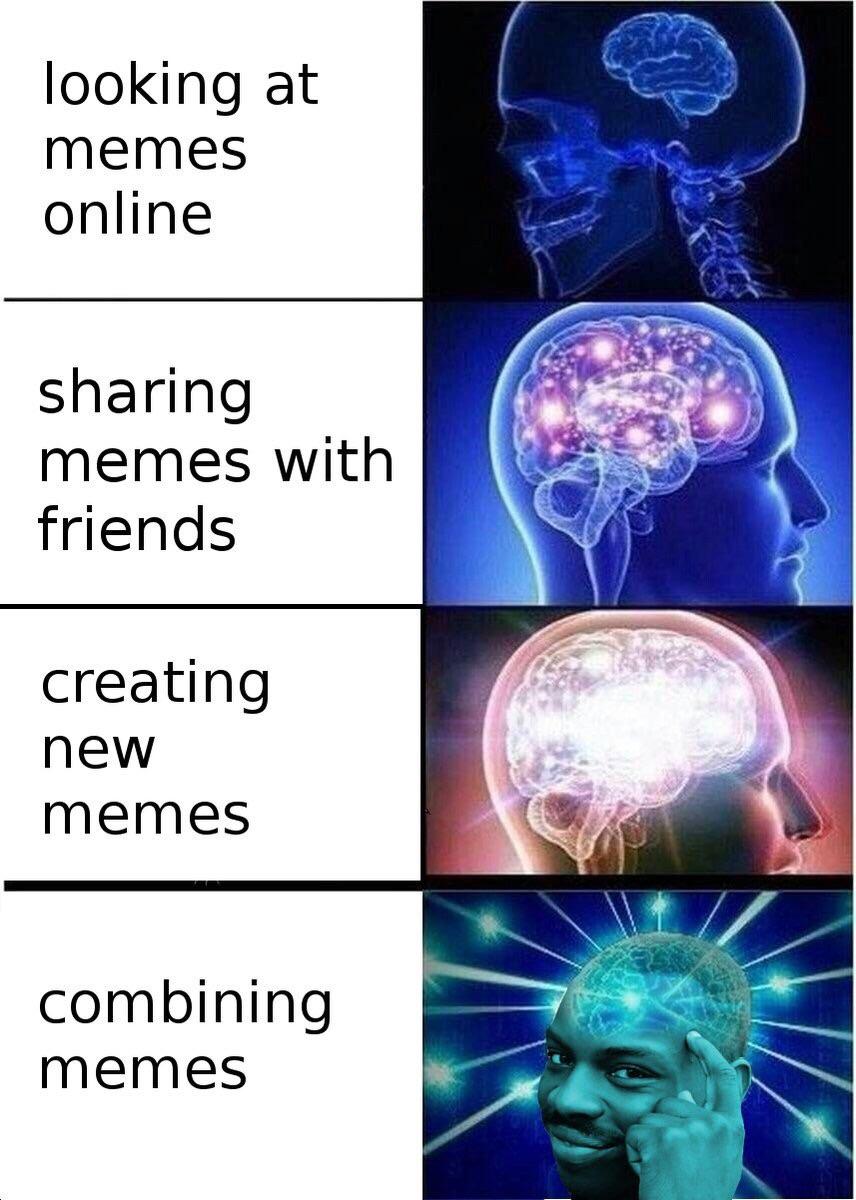 looking at
memes
online
sharing
memes with
friends
creating
new
memes
combining
memes